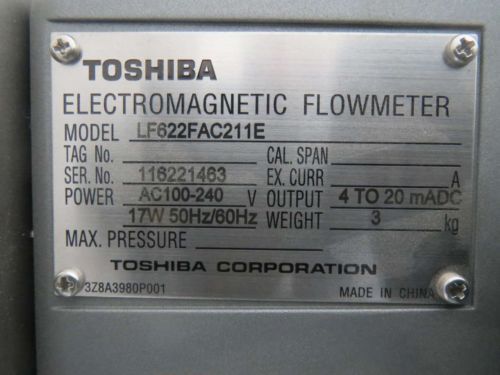 TOSHIBA
ELECTROMAGNETIC FLOWMETER
MODEL LF622FAC211E
TAG No. CAL. SPAN
SER. No. 116221463 EX. CURR A
POWER AC100-240 V OUTPUT 4 TO 20 mADC
17W 50Hz/60Hz WEIGHT 3 kg
MAX. PRESSURE
TOSHIBA CORPORATION
3Z8A3980P001 MADE IN CHINA